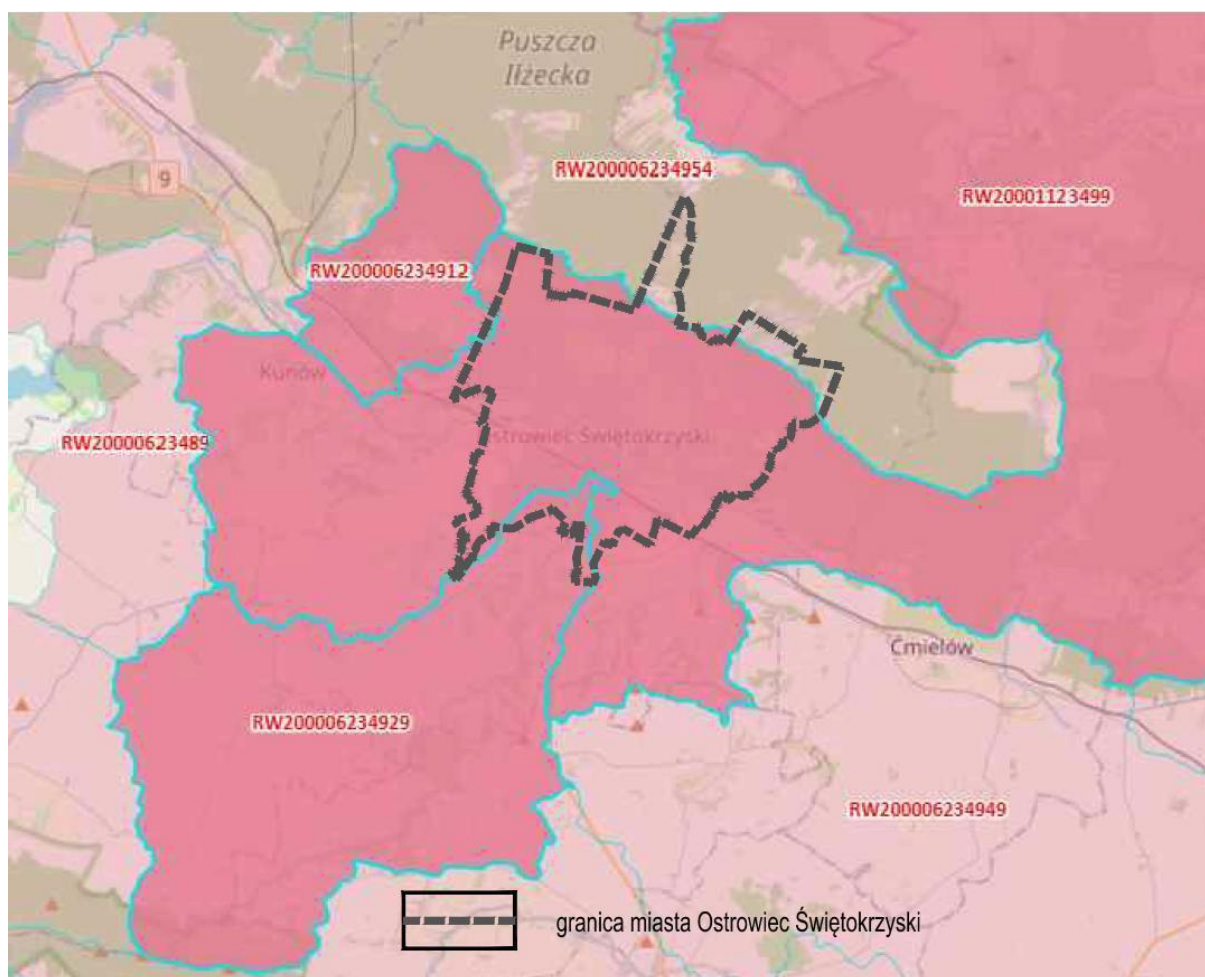 Puszcza
Iłżecka
RW200006234954
9
RW20001123499
RW200006234912
Kunów
RW20000623489
Ostrowiec Świętokrzyski
Ćmielów
RW200006234929
RW200006234949
granica miasta Ostrowiec Świętokrzyski